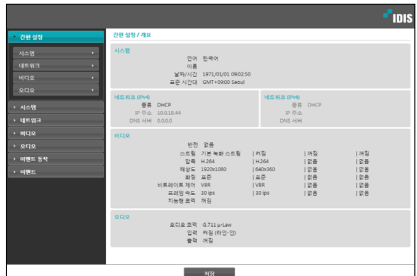 IDIS
간편 설정
간편 설정 / 개요
시스템
네트워크
비디오
오디오
시스템
네트워크
비디오
오디오
이벤트 동작
이벤트
시스템
언어 한국어
이름
날짜/시간 1971/01/01 09:02:50
표준 시간대 GMT+09:00 Seoul
네트워크 (IPv4)
종류 DHCP
IP 주소 10.0.18.44
DNS 서버 0.0.0.0
네트워크 (IPv6)
종류 DHCP
IP 주소
DNS 서버
비디오
반전 없음
스트림 기본 녹화 스트림 | 켜짐 | 꺼짐 | 꺼짐
압축 H.264 | H.264 | 없음 | 없음
해상도 1920x1080 | 640x360 | 없음 | 없음
화질 표준 | 표준 | 없음 | 없음
비트레이트 제어 VBR | VBR | 없음 | 없음
프레임 속도 30 ips | 30 ips | 없음 | 없음
지능형 코덱 꺼짐
오디오
오디오 코덱 G.711 μ-Law
입력 켜짐 (라인-인)
출력 꺼짐
저장